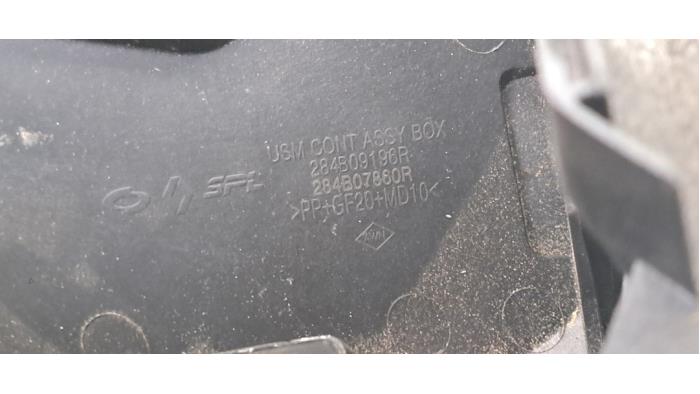 USM CONT ASSY BOX
284B09196R
284B07860R
SPL
>PP+GF20+MD10<